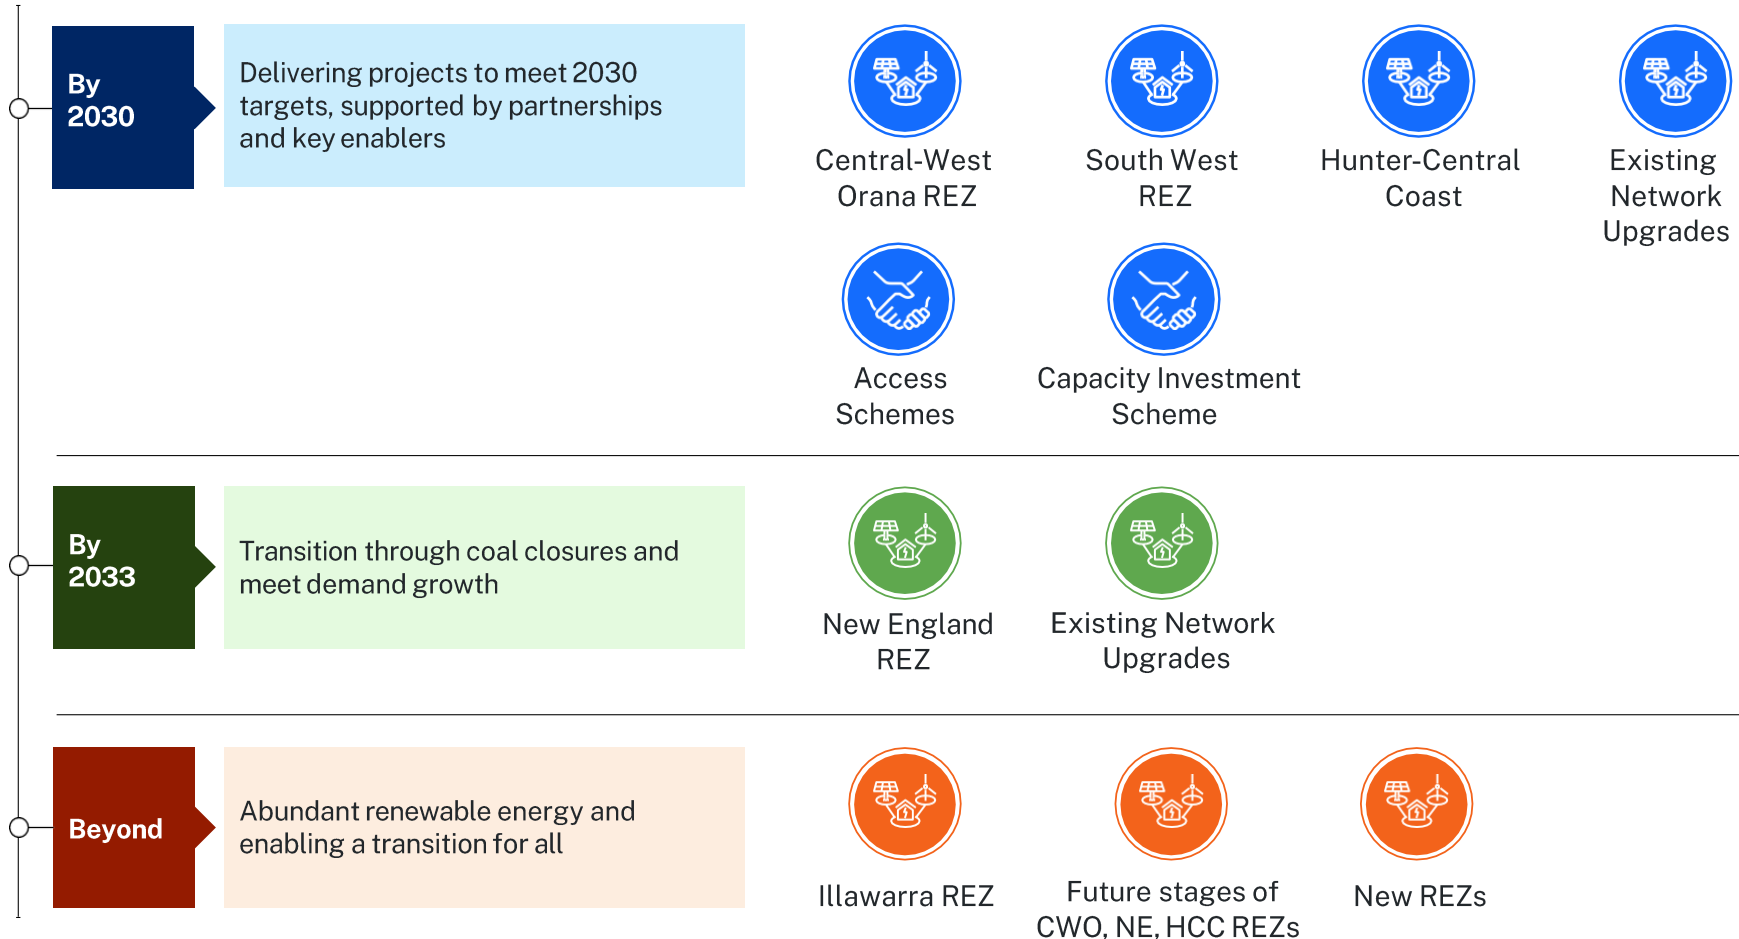 By
2030
Delivering projects to meet 2030
targets, supported by partnerships
and key enablers
Central-West
Orana REZ
South West
REZ
Hunter-Central
Coast
Existing
Network
Upgrades
Access
Schemes
Capacity Investment
Scheme
By
2033
Transition through coal closures and
meet demand growth
New England
REZ
Existing Network
Upgrades
Beyond
Abundant renewable energy and
enabling a transition for all
Illawarra REZ
Future stages of
CWO, NE, HCC REZs
New REZs